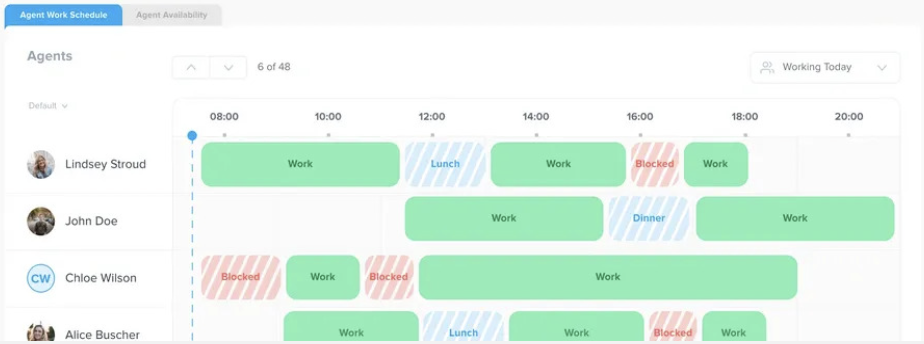 Agent Work Schedule Agent Availability
Agents
6 of 48
Working Today
Default
08:00 10:00 12:00 14:00 16:00 18:00 20:00
Lindsey Stroud Work Lunch Work Blocked Work
John Doe Work Dinner Work
CW Chloe Wilson Blocked Work Blocked Work
Alice Buscher Work Lunch Work Blocked Work